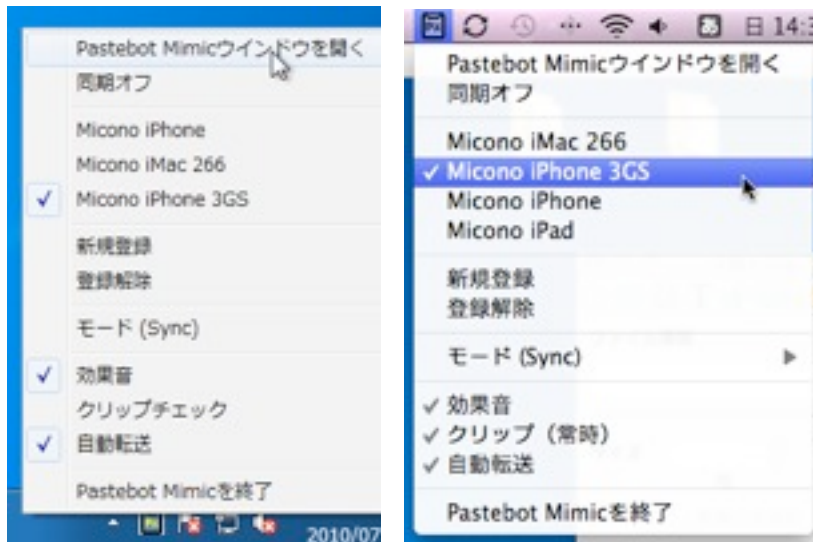 Pastebot Mimicウインドウを開く
同期オフ
Micono iPhone
Micono iMac 266
✓ Micono iPhone 3GS
新規登録
登録解除
モード (Sync)
✓ 効果音
クリップチェック
✓ 自動転送
Pastebot Mimicを終了
2010/07
日 14:3
Pastebot Mimicウインドウを開く
同期オフ
Micono iMac 266
✓ Micono iPhone 3GS
Micono iPhone
Micono iPad
新規登録
登録解除
モード (Sync)
✓ 効果音
✓ クリップ（常時）
✓ 自動転送
Pastebot Mimicを終了